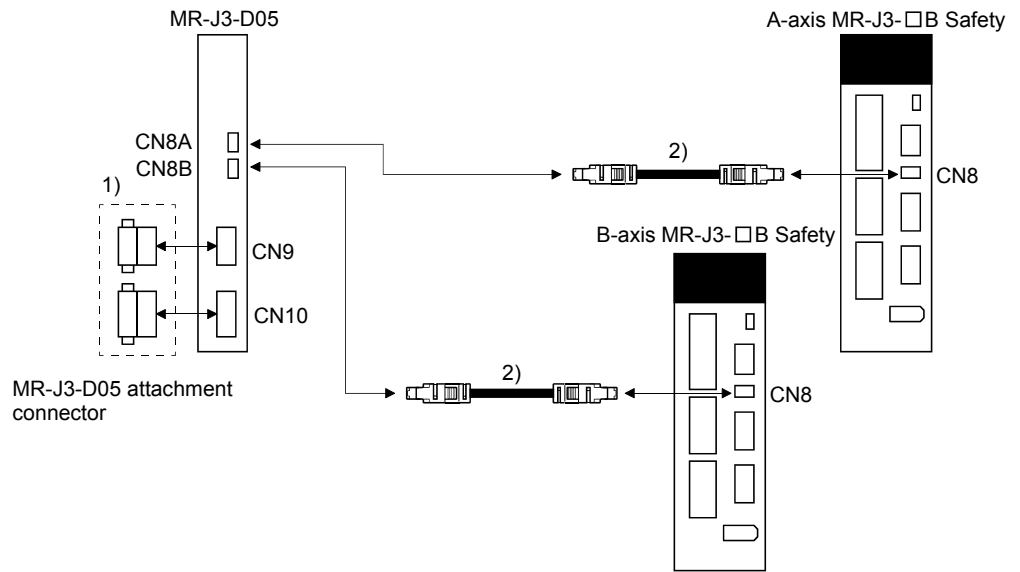 MR-J3-D05
A-axis MR-J3-□B Safety
CN8A
CN8B
2)
CN8
1)
B-axis MR-J3-□B Safety
CN9
CN10
MR-J3-D05 attachment
connector
2)
CN8